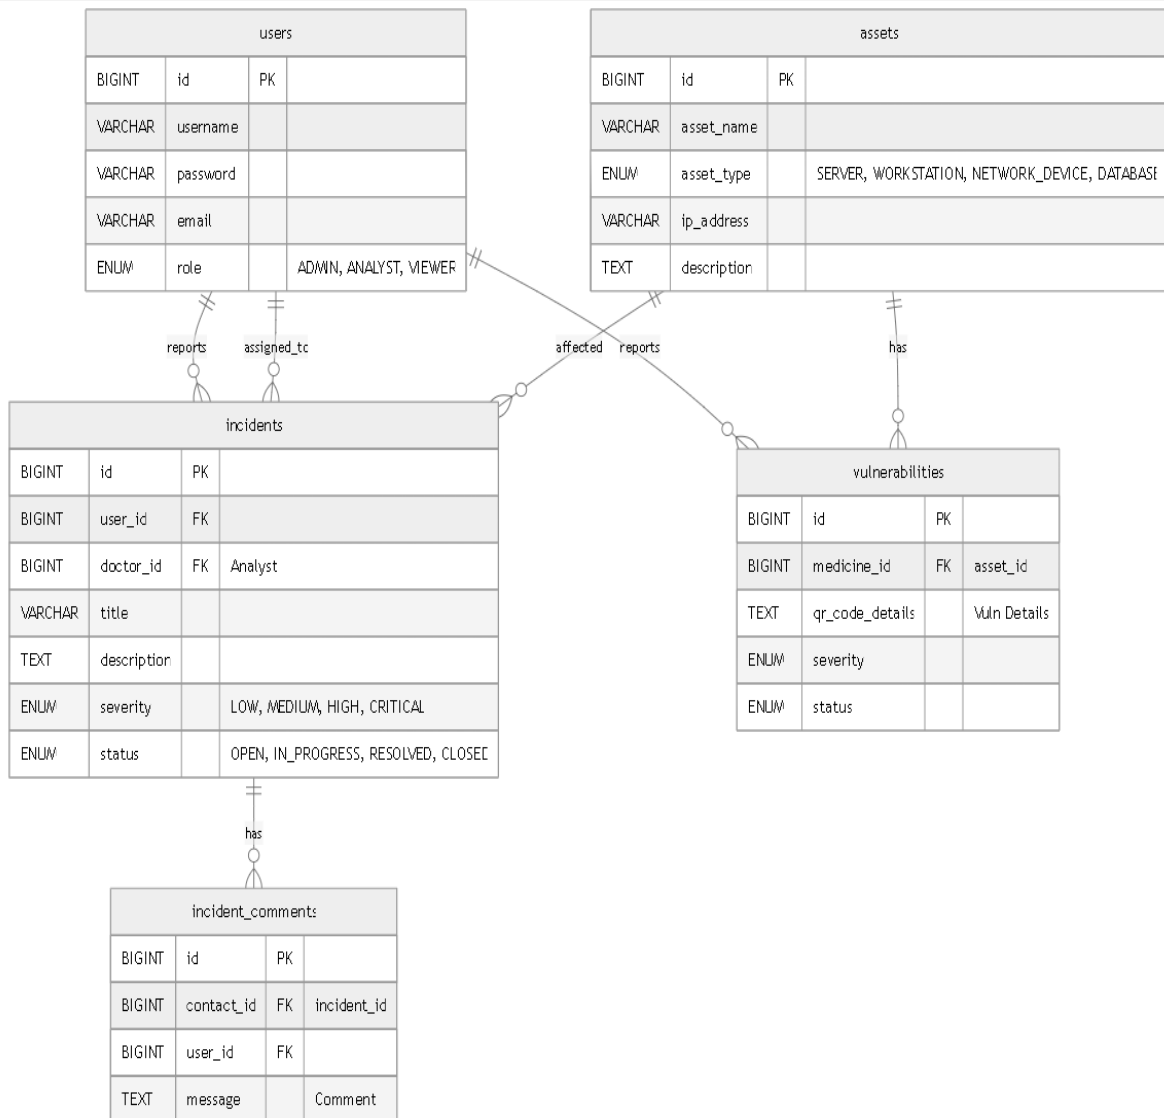 users
BIGINT id PK
VARCHAR username
VARCHAR password
VARCHAR email
ENUM role ADMIN, ANALYST, VIEWER
assets
BIGINT id PK
VARCHAR asset_name
ENUM asset_type SERVER, WORKSTATION, NETWORK_DEVICE, DATABASE
VARCHAR ip_address
TEXT description
reports
assigned_to
affected
reports
has
incidents
BIGINT id PK
BIGINT user_id FK
BIGINT doctor_id FK Analyst
VARCHAR title
TEXT description
ENUM severity LOW, MEDIUM, HIGH, CRITICAL
ENUM status OPEN, IN_PROGRESS, RESOLVED, CLOSED
vulnerabilities
BIGINT id PK
BIGINT medicine_id FK asset_id
TEXT qr_code_details Vuln Details
ENUM severity
ENUM status
has
incident_comments
BIGINT id PK
BIGINT contact_id FK incident_id
BIGINT user_id FK
TEXT message Comment